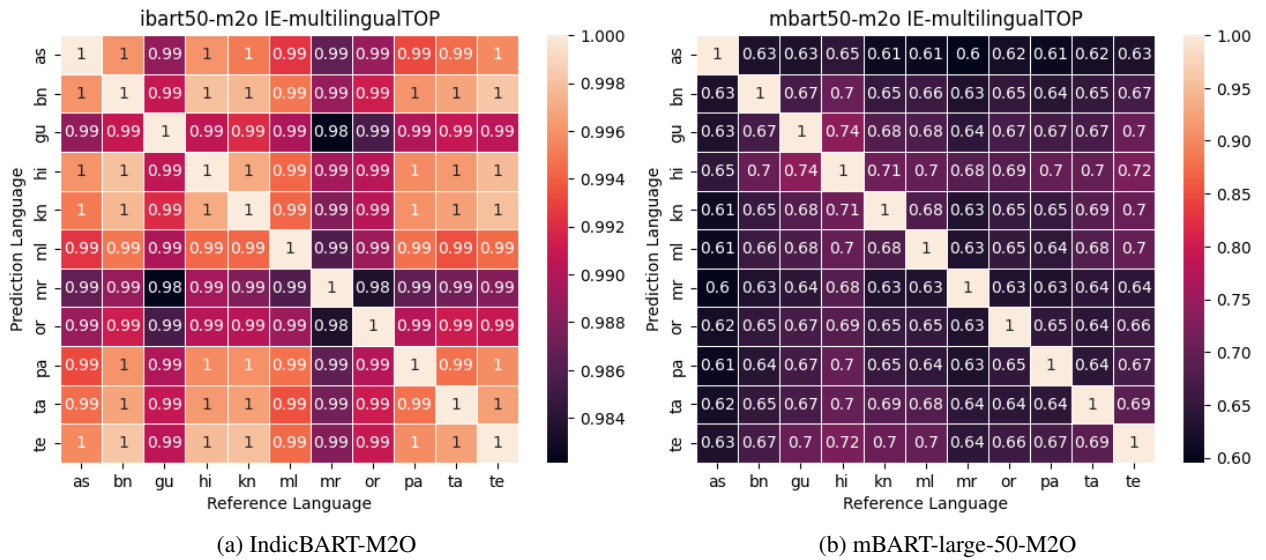 ibart50-m2o IE-multilingualTOP
as 1 1 0.99 1 1 0.99 0.99 0.99 0.99 0.99 1
bn 1 1 0.99 1 1 0.99 0.99 0.99 1 1 1
gu 0.99 0.99 1 0.99 0.99 0.99 0.98 0.99 0.99 0.99 0.99
hi 1 1 0.99 1 1 0.99 0.99 0.99 1 1 1
kn 1 1 0.99 1 1 0.99 0.99 0.99 1 1 1
ml 0.99 0.99 0.99 0.99 0.99 1 0.99 0.99 0.99 0.99 0.99
mr 0.99 0.99 0.98 0.99 0.99 0.99 1 0.98 0.99 0.99 0.99
or 0.99 0.99 0.99 0.99 0.99 0.99 0.98 1 0.99 0.99 0.99
pa 0.99 1 0.99 1 1 0.99 0.99 0.99 1 0.99 1
ta 0.99 1 0.99 1 1 0.99 0.99 0.99 0.99 1 1
te 1 1 0.99 1 1 0.99 0.99 0.99 1 1 1
as bn gu hi kn ml mr or pa ta te
Prediction Language
Reference Language
1.000
0.998
0.996
0.994
0.992
0.990
0.988
0.986
0.984
(a) IndicBART-M2O
mbart50-m2o IE-multilingualTOP
as 1 0.63 0.63 0.65 0.61 0.61 0.6 0.62 0.61 0.62 0.63
bn 0.63 1 0.67 0.7 0.65 0.66 0.63 0.65 0.64 0.65 0.67
gu 0.63 0.67 1 0.74 0.68 0.68 0.64 0.67 0.67 0.67 0.7
hi 0.65 0.7 0.74 1 0.71 0.7 0.68 0.69 0.7 0.7 0.72
kn 0.61 0.65 0.68 0.71 1 0.68 0.63 0.65 0.65 0.69 0.7
ml 0.61 0.66 0.68 0.7 0.68 1 0.63 0.65 0.64 0.68 0.7
mr 0.6 0.63 0.64 0.68 0.63 0.63 1 0.63 0.63 0.64 0.64
or 0.62 0.65 0.67 0.69 0.65 0.65 0.63 1 0.65 0.64 0.66
pa 0.61 0.64 0.67 0.7 0.65 0.64 0.63 0.65 1 0.64 0.67
ta 0.62 0.65 0.67 0.7 0.69 0.68 0.64 0.64 0.64 1 0.69
te 0.63 0.67 0.7 0.72 0.7 0.7 0.64 0.66 0.67 0.69 1
as bn gu hi kn ml mr or pa ta te
Prediction Language
Reference Language
1.00
0.95
0.90
0.85
0.80
0.75
0.70
0.65
0.60
(b) mBART-large-50-M2O